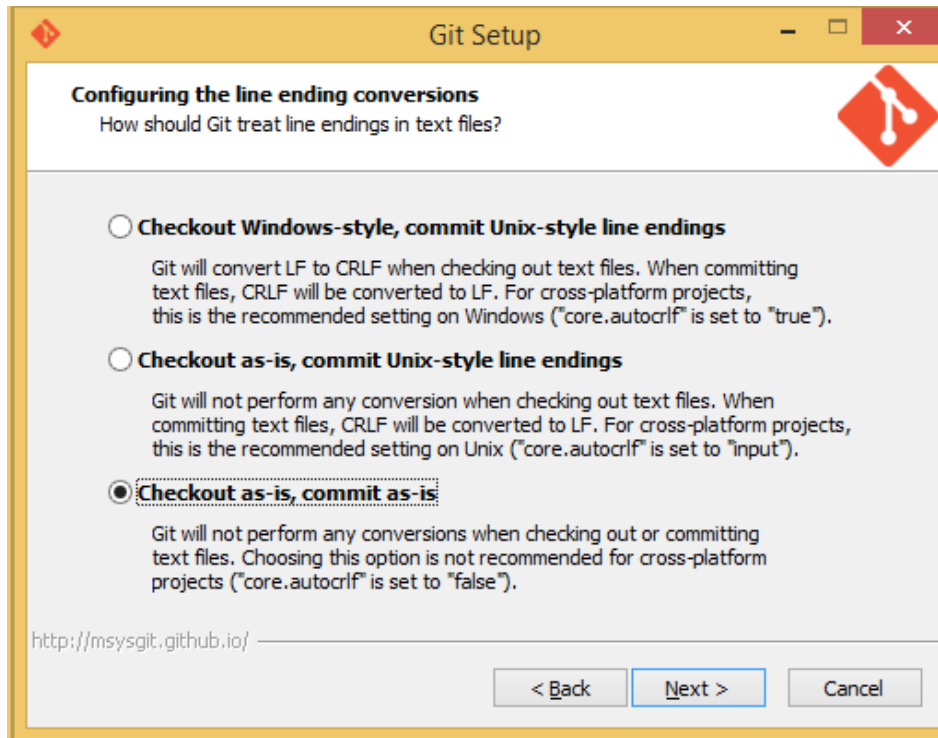 Git Setup
Configuring the line ending conversions
How should Git treat line endings in text files?
Checkout Windows-style, commit Unix-style line endings
Git will convert LF to CRLF when checking out text files. When committing
text files, CRLF will be converted to LF. For cross-platform projects,
this is the recommended setting on Windows ("core.autocrlf" is set to "true").
Checkout as-is, commit Unix-style line endings
Git will not perform any conversion when checking out text files. When
committing text files, CRLF will be converted to LF. For cross-platform projects,
this is the recommended setting on Unix ("core.autocrlf" is set to "input").
Checkout as-is, commit as-is
Git will not perform any conversions when checking out or committing
text files. Choosing this option is not recommended for cross-platform
projects ("core.autocrlf" is set to "false").
http://msysgit.github.io/
< Back
Next >
Cancel